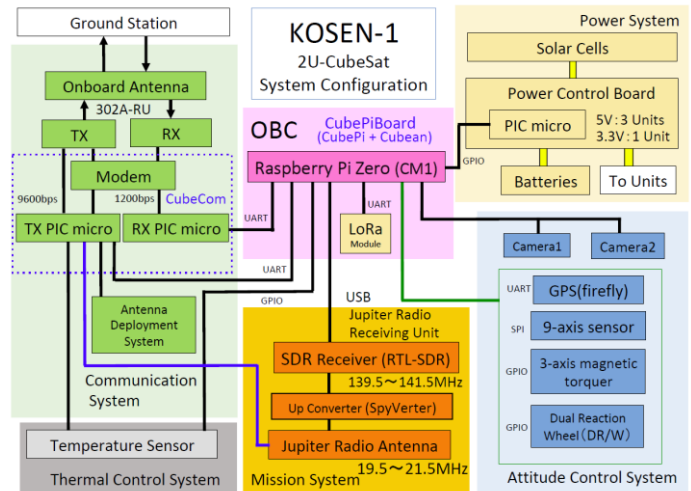 Ground Station
KOSEN-1
2U-CubeSat
System Configuration
Power System
Solar Cells
Power Control Board
PIC micro
5V:3 Units
3.3V:1 Unit
Batteries
To Units
Onboard Antenna
302A-RU
TX
RX
Modem
9600bps
1200bps
CubeCom
TX PIC micro
RX PIC micro
Antenna
Deployment
System
Communication
System
OBC
CubePiBoard
(CubePi + Cubean)
Raspberry Pi Zero (CM1)
GPIO
UART
UART
LoRa
Module
UART
GPIO
USB
Jupiter Radio
Receiving Unit
SDR Receiver (RTL-SDR)
139.5～141.5MHz
Up Converter (SpyVerter)
Jupiter Radio Antenna
19.5～21.5MHz
Mission System
Temperature Sensor
Thermal Control System
Camera1
Camera2
UART
GPS(firefly)
SPI
9-axis sensor
GPIO
3-axis magnetic
torquer
GPIO
Dual Reaction
Wheel（DR/W）
Attitude Control System